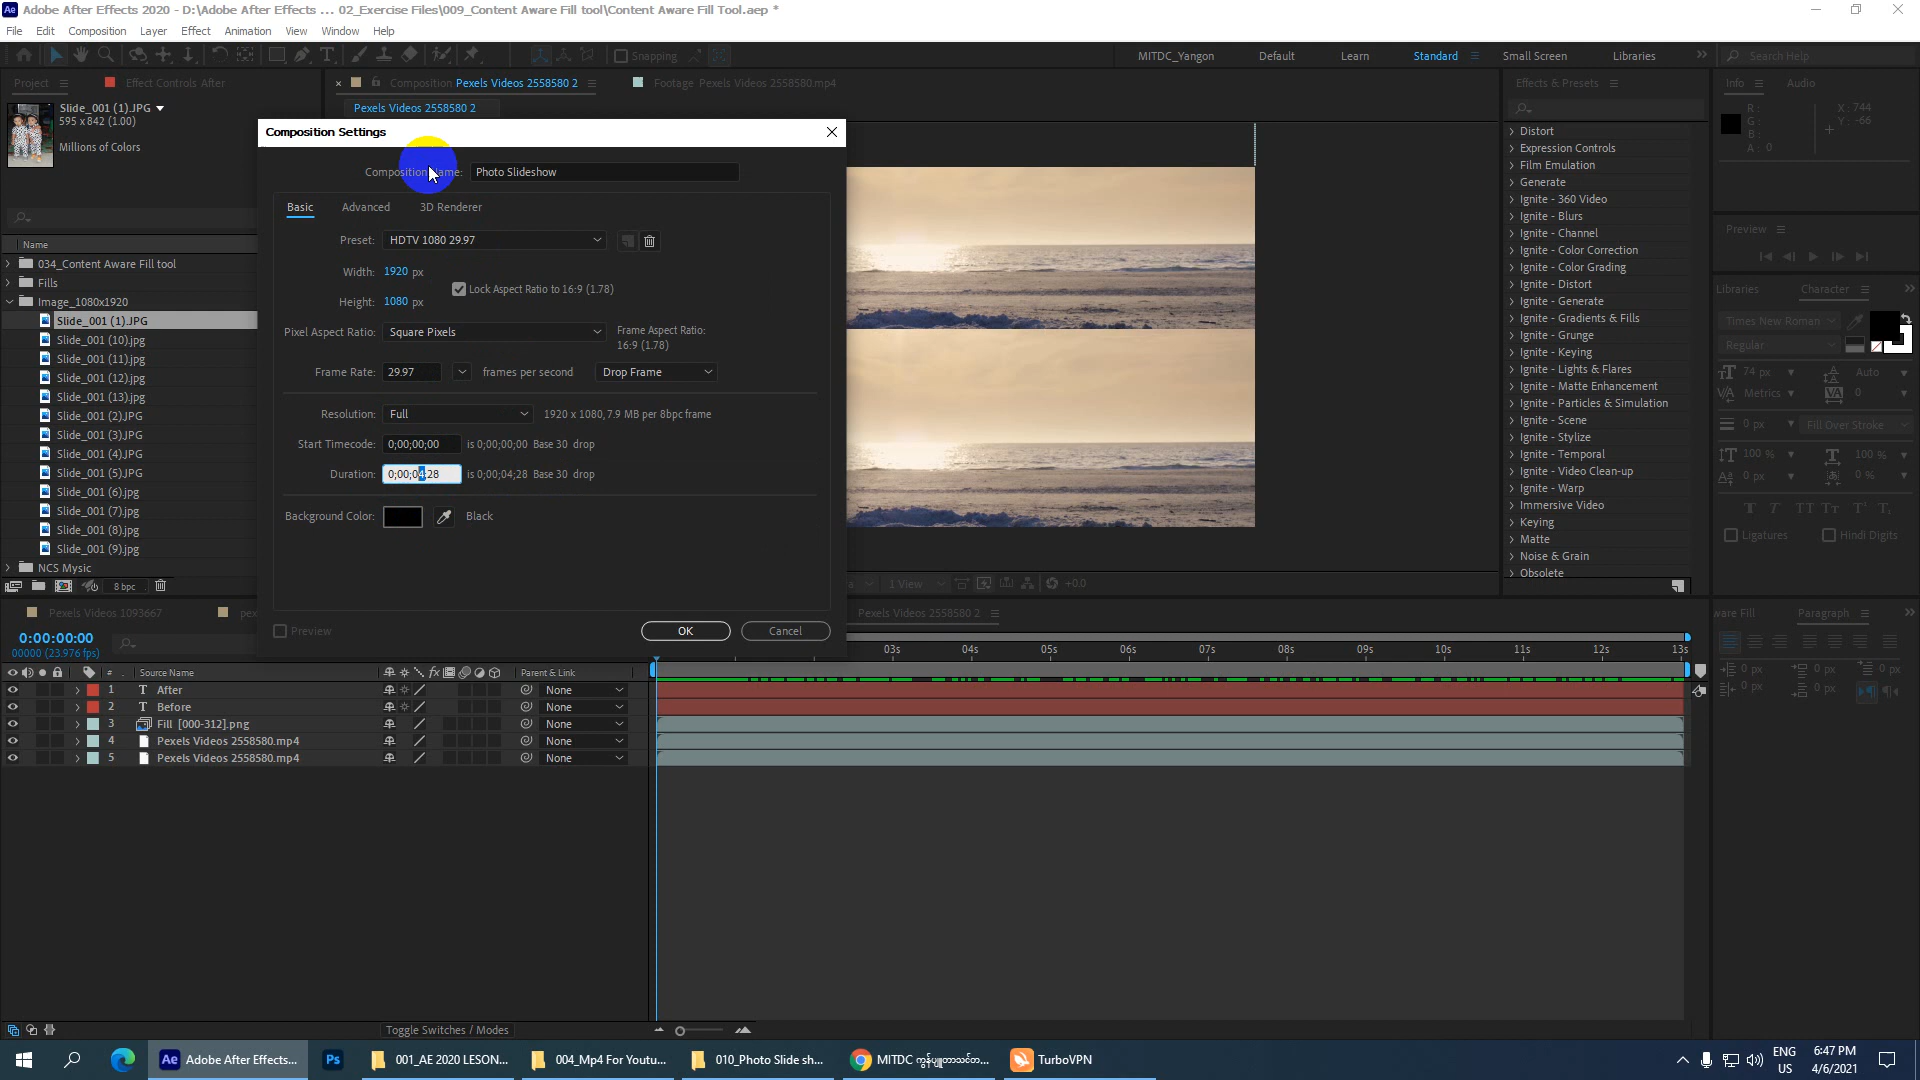 Adobe After Effects 2020 - D:\Adobe After Effects ... 02_Exercise Files\009_Content Aware Fill tool\Content Aware Fill Tool.aep *
File Edit Composition Layer Effect Animation View Window Help
Snapping
MITDC_Yangon Default Learn Standard Small Screen Libraries
Search Help
Project
Effect Controls After
Composition Pexels Videos 2558580 2
Footage Pexels Videos 2558580.mp4
Effects & Presets
Info Audio
Slide_001 (1).JPG
595 x 842 (1.00)
Millions of Colors
Pexels Videos 2558580 2
R:
G:
B:
A: 0
X: 744
Y: -66
Composition Settings
Composition Name: Photo Slideshow
Basic Advanced 3D Renderer
Preset: HDTV 1080 29.97
Width: 1920 px
Lock Aspect Ratio to 16:9 (1.78)
Height: 1080 px
Pixel Aspect Ratio: Square Pixels
Frame Aspect Ratio:
16:9 (1.78)
Frame Rate: 29.97 frames per second Drop Frame
Resolution: Full 1920 x 1080, 7.9 MB per 8bpc frame
Start Timecode: 0;00;00;00 is 0;00;00;00 Base 30 drop
Duration: 0;00;04;28 is 0;00;04;28 Base 30 drop
Background Color: Black
Preview OK Cancel
Name
034_Content Aware Fill tool
Fills
Image_1080x1920
Slide_001 (1).JPG
Slide_001 (10).jpg
Slide_001 (11).jpg
Slide_001 (12).jpg
Slide_001 (13).jpg
Slide_001 (2).JPG
Slide_001 (3).JPG
Slide_001 (4).JPG
Slide_001 (5).JPG
Slide_001 (6).jpg
Slide_001 (7).jpg
Slide_001 (8).jpg
Slide_001 (9).jpg
NCS Mysic
8 bpc
1 View
+0.0
Distort
Expression Controls
Film Emulation
Generate
Ignite - 360 Video
Ignite - Blurs
Ignite - Channel
Ignite - Color Correction
Ignite - Color Grading
Ignite - Distort
Ignite - Generate
Ignite - Gradients & Fills
Ignite - Grunge
Ignite - Keying
Ignite - Lights & Flares
Ignite - Matte Enhancement
Ignite - Particles & Simulation
Ignite - Scene
Ignite - Stylize
Ignite - Temporal
Ignite - Video Clean-up
Ignite - Warp
Immersive Video
Keying
Matte
Noise & Grain
Obsolete
Preview
Libraries Character
Times New Roman
Regular
74 px Auto
Metrics 0
0 px Fill Over Stroke
100 % 100 %
0 px 0 %
Ligatures Hindi Digits
Pexels Videos 1093667
Pexels Videos 2558580 2
ware Fill Paragraph
0 px 0 px 0 px
0 px 0 px
0:00:00:00
00000 (23.976 fps)
03s 04s 05s 06s 07s 08s 09s 10s 11s 12s 13s
# Source Name Parent & Link
1 After None
2 Before None
3 Fill_[000-312].png None
4 Pexels Videos 2558580.mp4 None
5 Pexels Videos 2558580.mp4 None
Toggle Switches / Modes
Adobe After Effects...
001_AE 2020 LESON...
004_Mp4 For Youtu...
010_Photo Slide sh...
MITDC ကွန်ပျူတာသင်တ...
TurboVPN
ENG
US
6:47 PM
4/6/2021